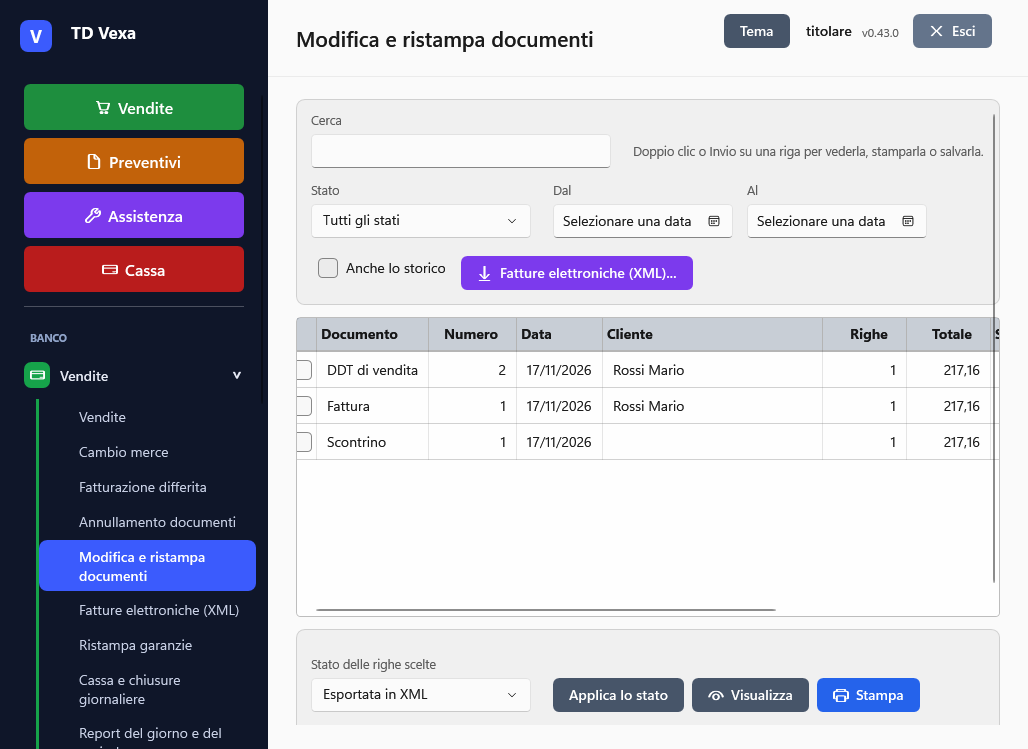 V TD Vexa
Vendite
Preventivi
Assistenza
Cassa
BANCO
Vendite
Vendite
Cambio merce
Fatturazione differita
Annullamento documenti
Modifica e ristampa
documenti
Fatture elettroniche (XML)
Ristampa garanzie
Cassa e chiusure
giornaliere
Report del giorno e del
Modifica e ristampa documenti
Tema titolare v0.43.0 Esci
Cerca
Doppio clic o Invio su una riga per vederla, stamparla o salvarla.
Stato Dal Al
Tutti gli stati Selezionare una data Selezionare una data
Anche lo storico Fatture elettroniche (XML)...
Documento Numero Data Cliente Righe Totale
DDT di vendita 2 17/11/2026 Rossi Mario 1 217,16
Fattura 1 17/11/2026 Rossi Mario 1 217,16
Scontrino 1 17/11/2026 1 217,16
Stato delle righe scelte
Esportata in XML Applica lo stato Visualizza Stampa